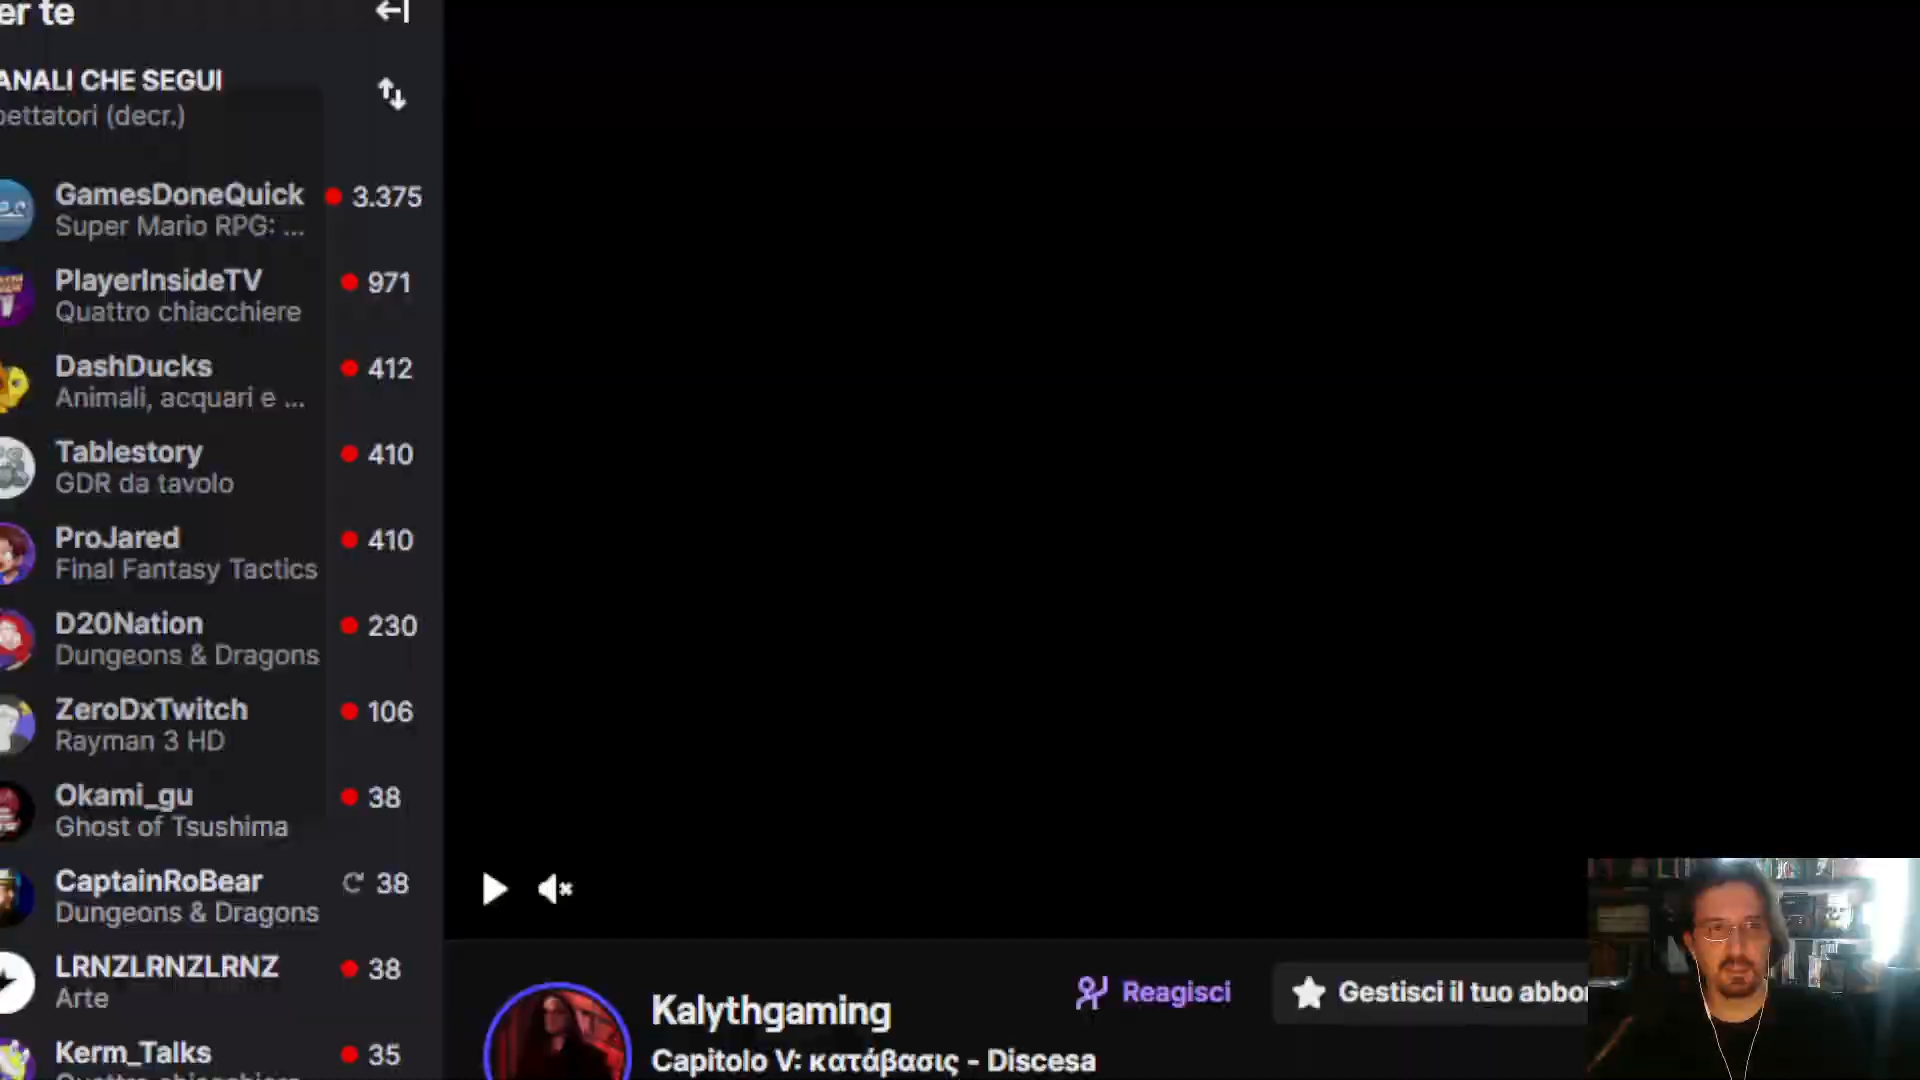 er te
ANALI CHE SEGUI
pettatori (decr.)
GamesDoneQuick 3.375
Super Mario RPG: ...
PlayerInsideTV 971
Quattro chiacchiere
DashDucks 412
Animali, acquari e ...
Tablestory 410
GDR da tavolo
ProJared 410
Final Fantasy Tactics
D20Nation 230
Dungeons & Dragons
ZeroDxTwitch 106
Rayman 3 HD
Okami_gu 38
Ghost of Tsushima
CaptainRoBear 38
Dungeons & Dragons
LRNZLRNZLRNZ 38
Arte
Kerm_Talks 35
Quattro chiacchiere
Kalythgaming
Capitolo V: κατάβασις - Discesa
Reagisci
Gestisci il tuo abbo